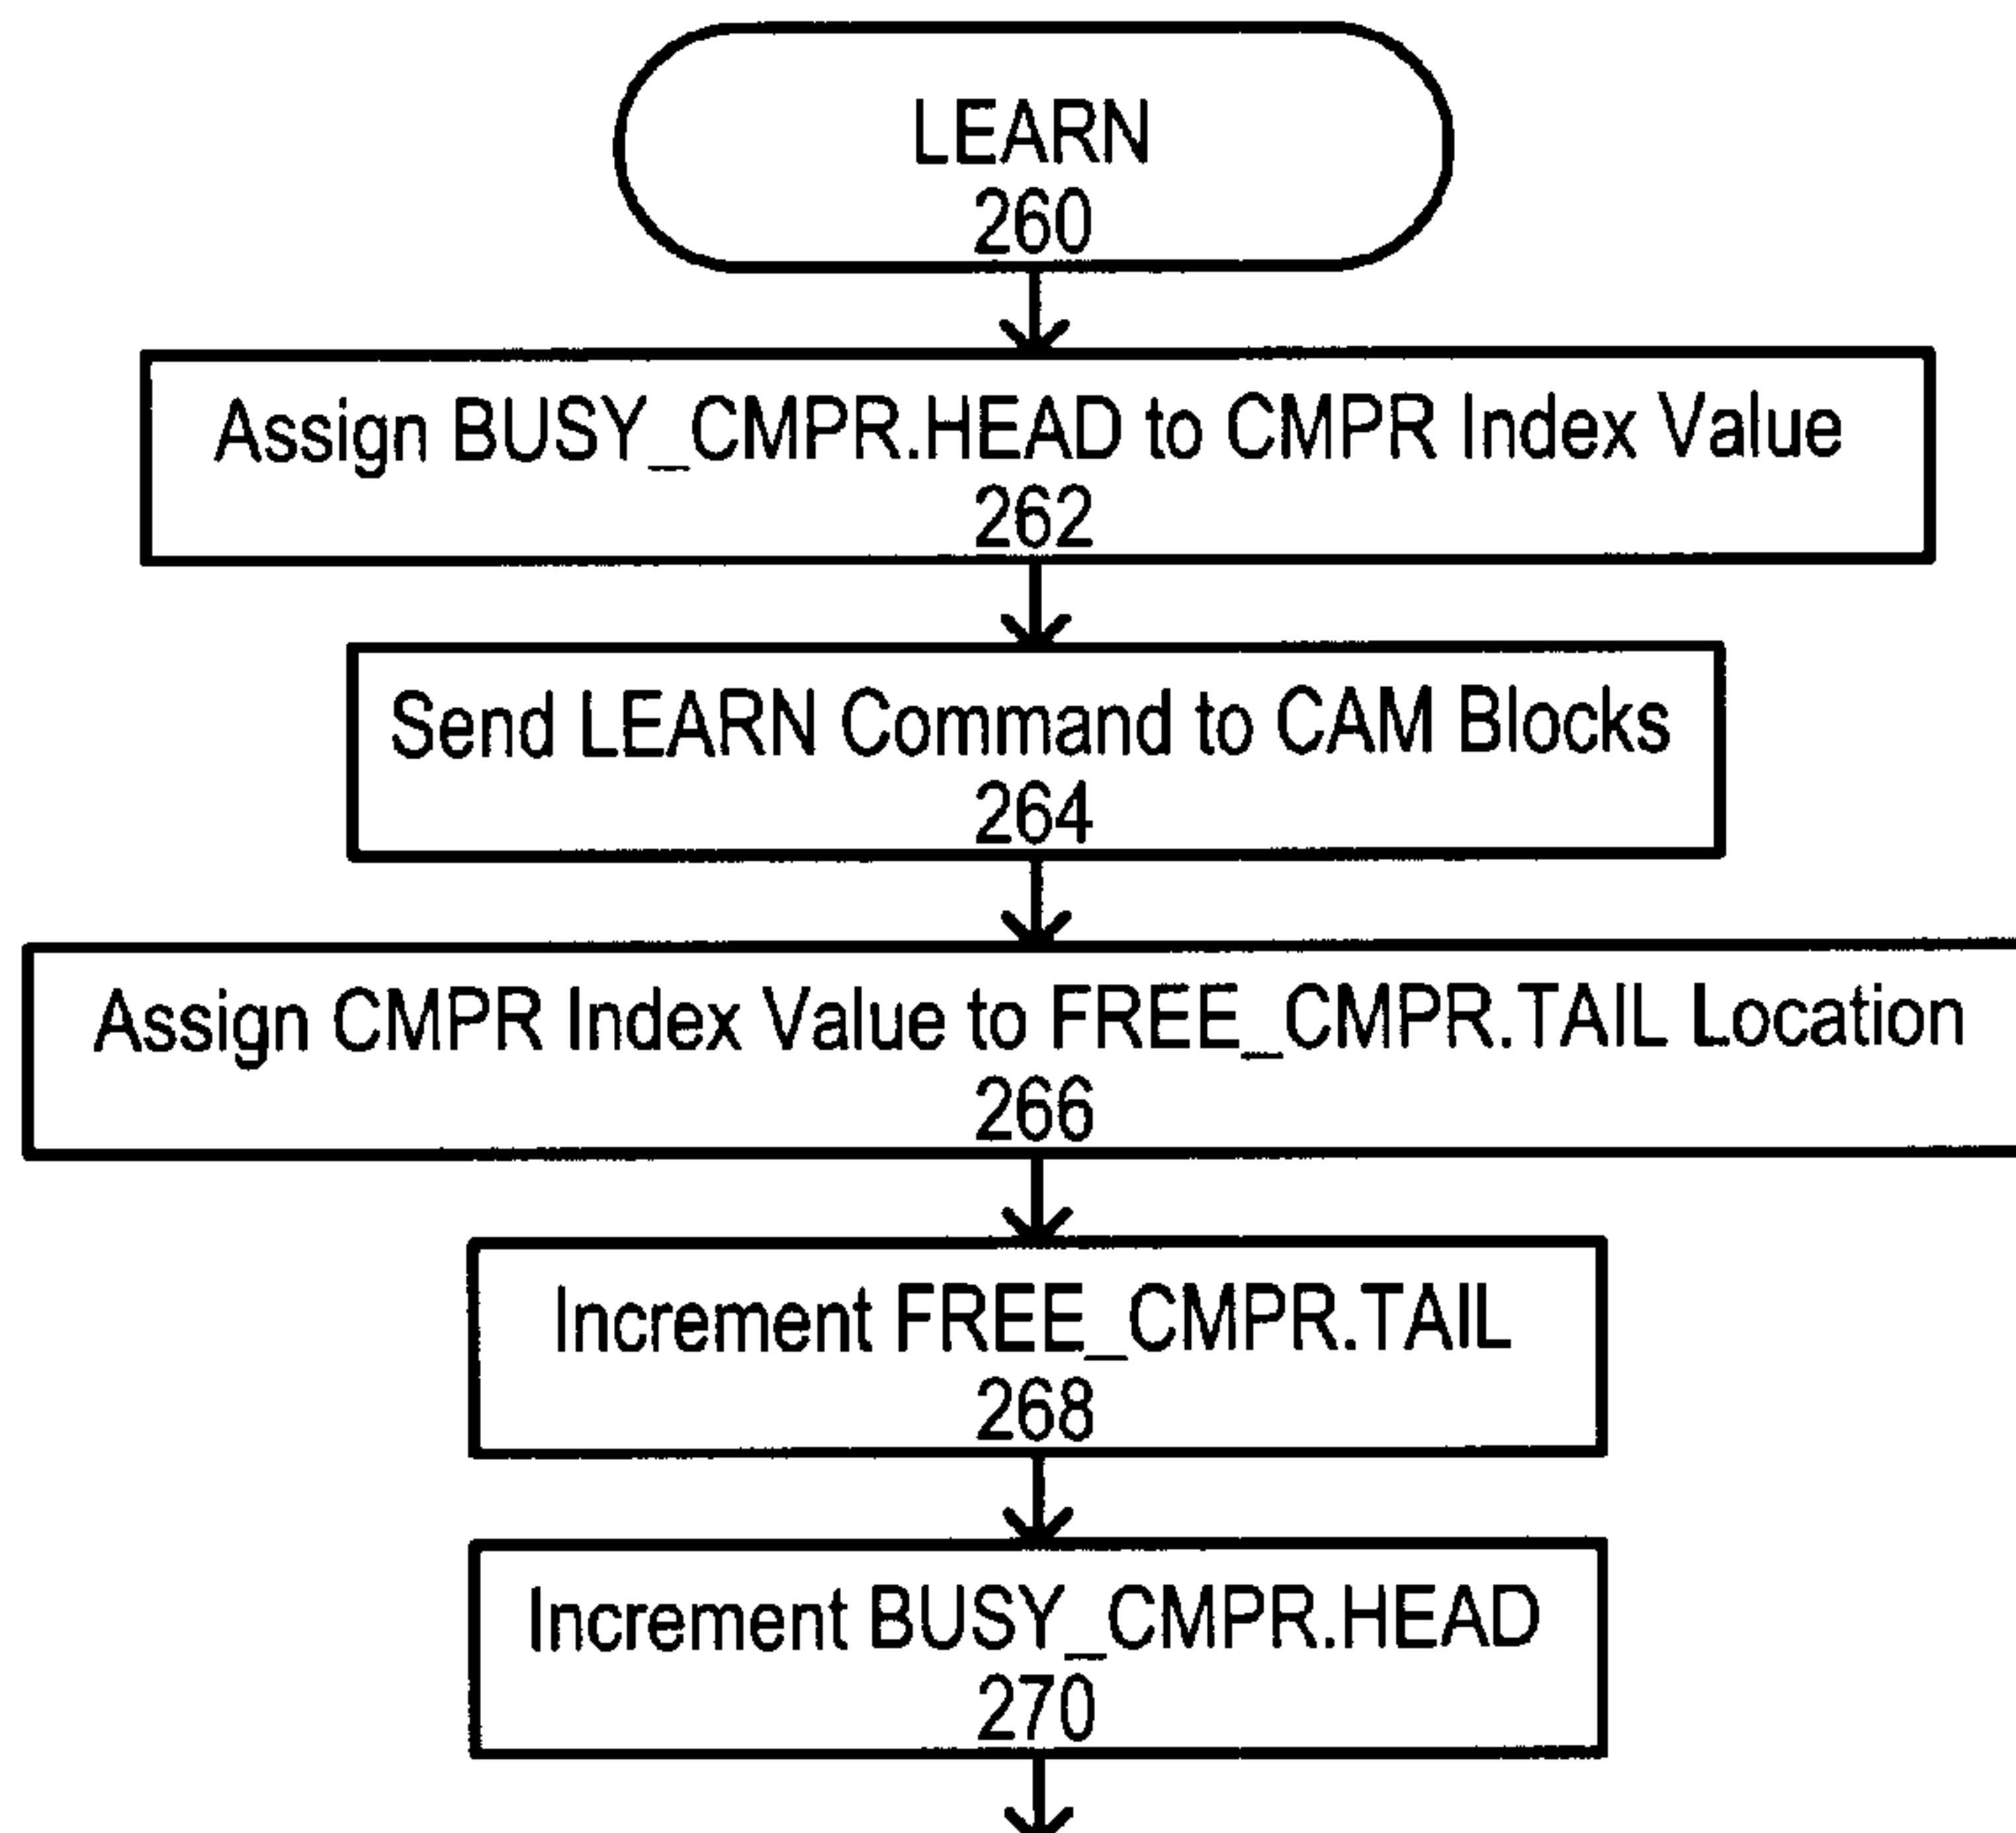 LEARN
260
Assign BUSY_CMPR.HEAD to CMPR Index Value
262
Send LEARN Command to CAM Blocks
264
Assign CMPR Index Value to FREE_CMPR.TAIL Location
266
Increment FREE_CMPR.TAIL
268
Increment BUSY_CMPR.HEAD
270